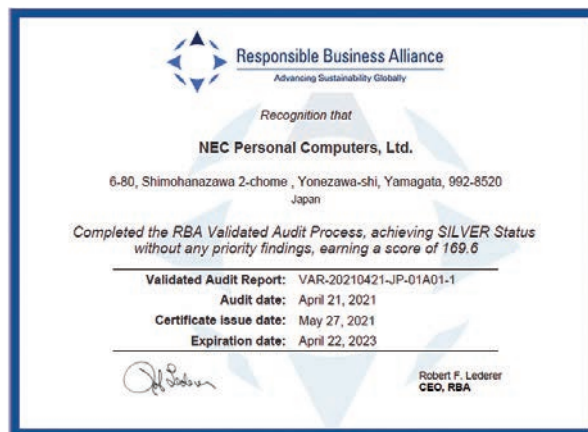 Responsible Business Alliance
Advancing Sustainability Globally
Recognition that
NEC Personal Computers, Ltd.
6-80, Shimohanazawa 2-chome , Yonezawa-shi, Yamagata, 992-8520
Japan
Completed the RBA Validated Audit Process, achieving SILVER Status
without any priority findings, earning a score of 169.6
Validated Audit Report: VAR-20210421-JP-01A01-1
Audit date: April 21, 2021
Certificate issue date: May 27, 2021
Expiration date: April 22, 2023
Robert F. Lederer
CEO, RBA